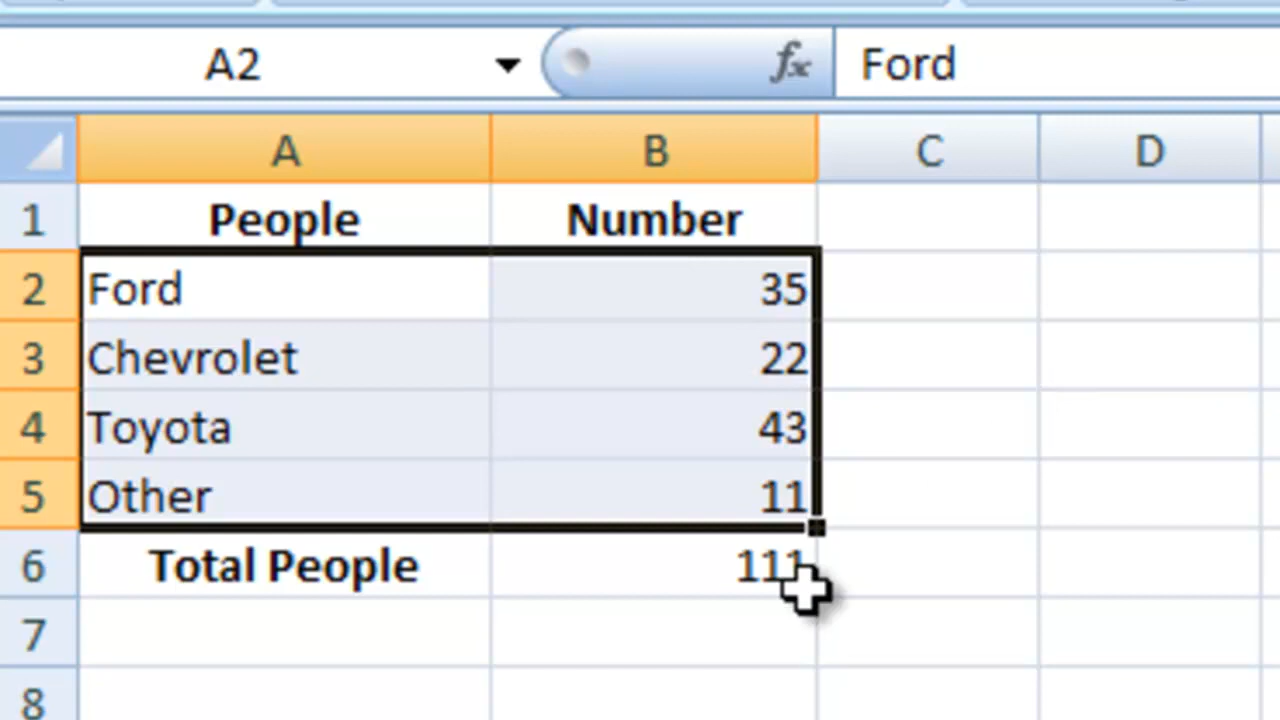 A2 fx Ford
A B C D
1 People Number
2 Ford 35
3 Chevrolet 22
4 Toyota 43
5 Other 11
6 Total People 111
7
8